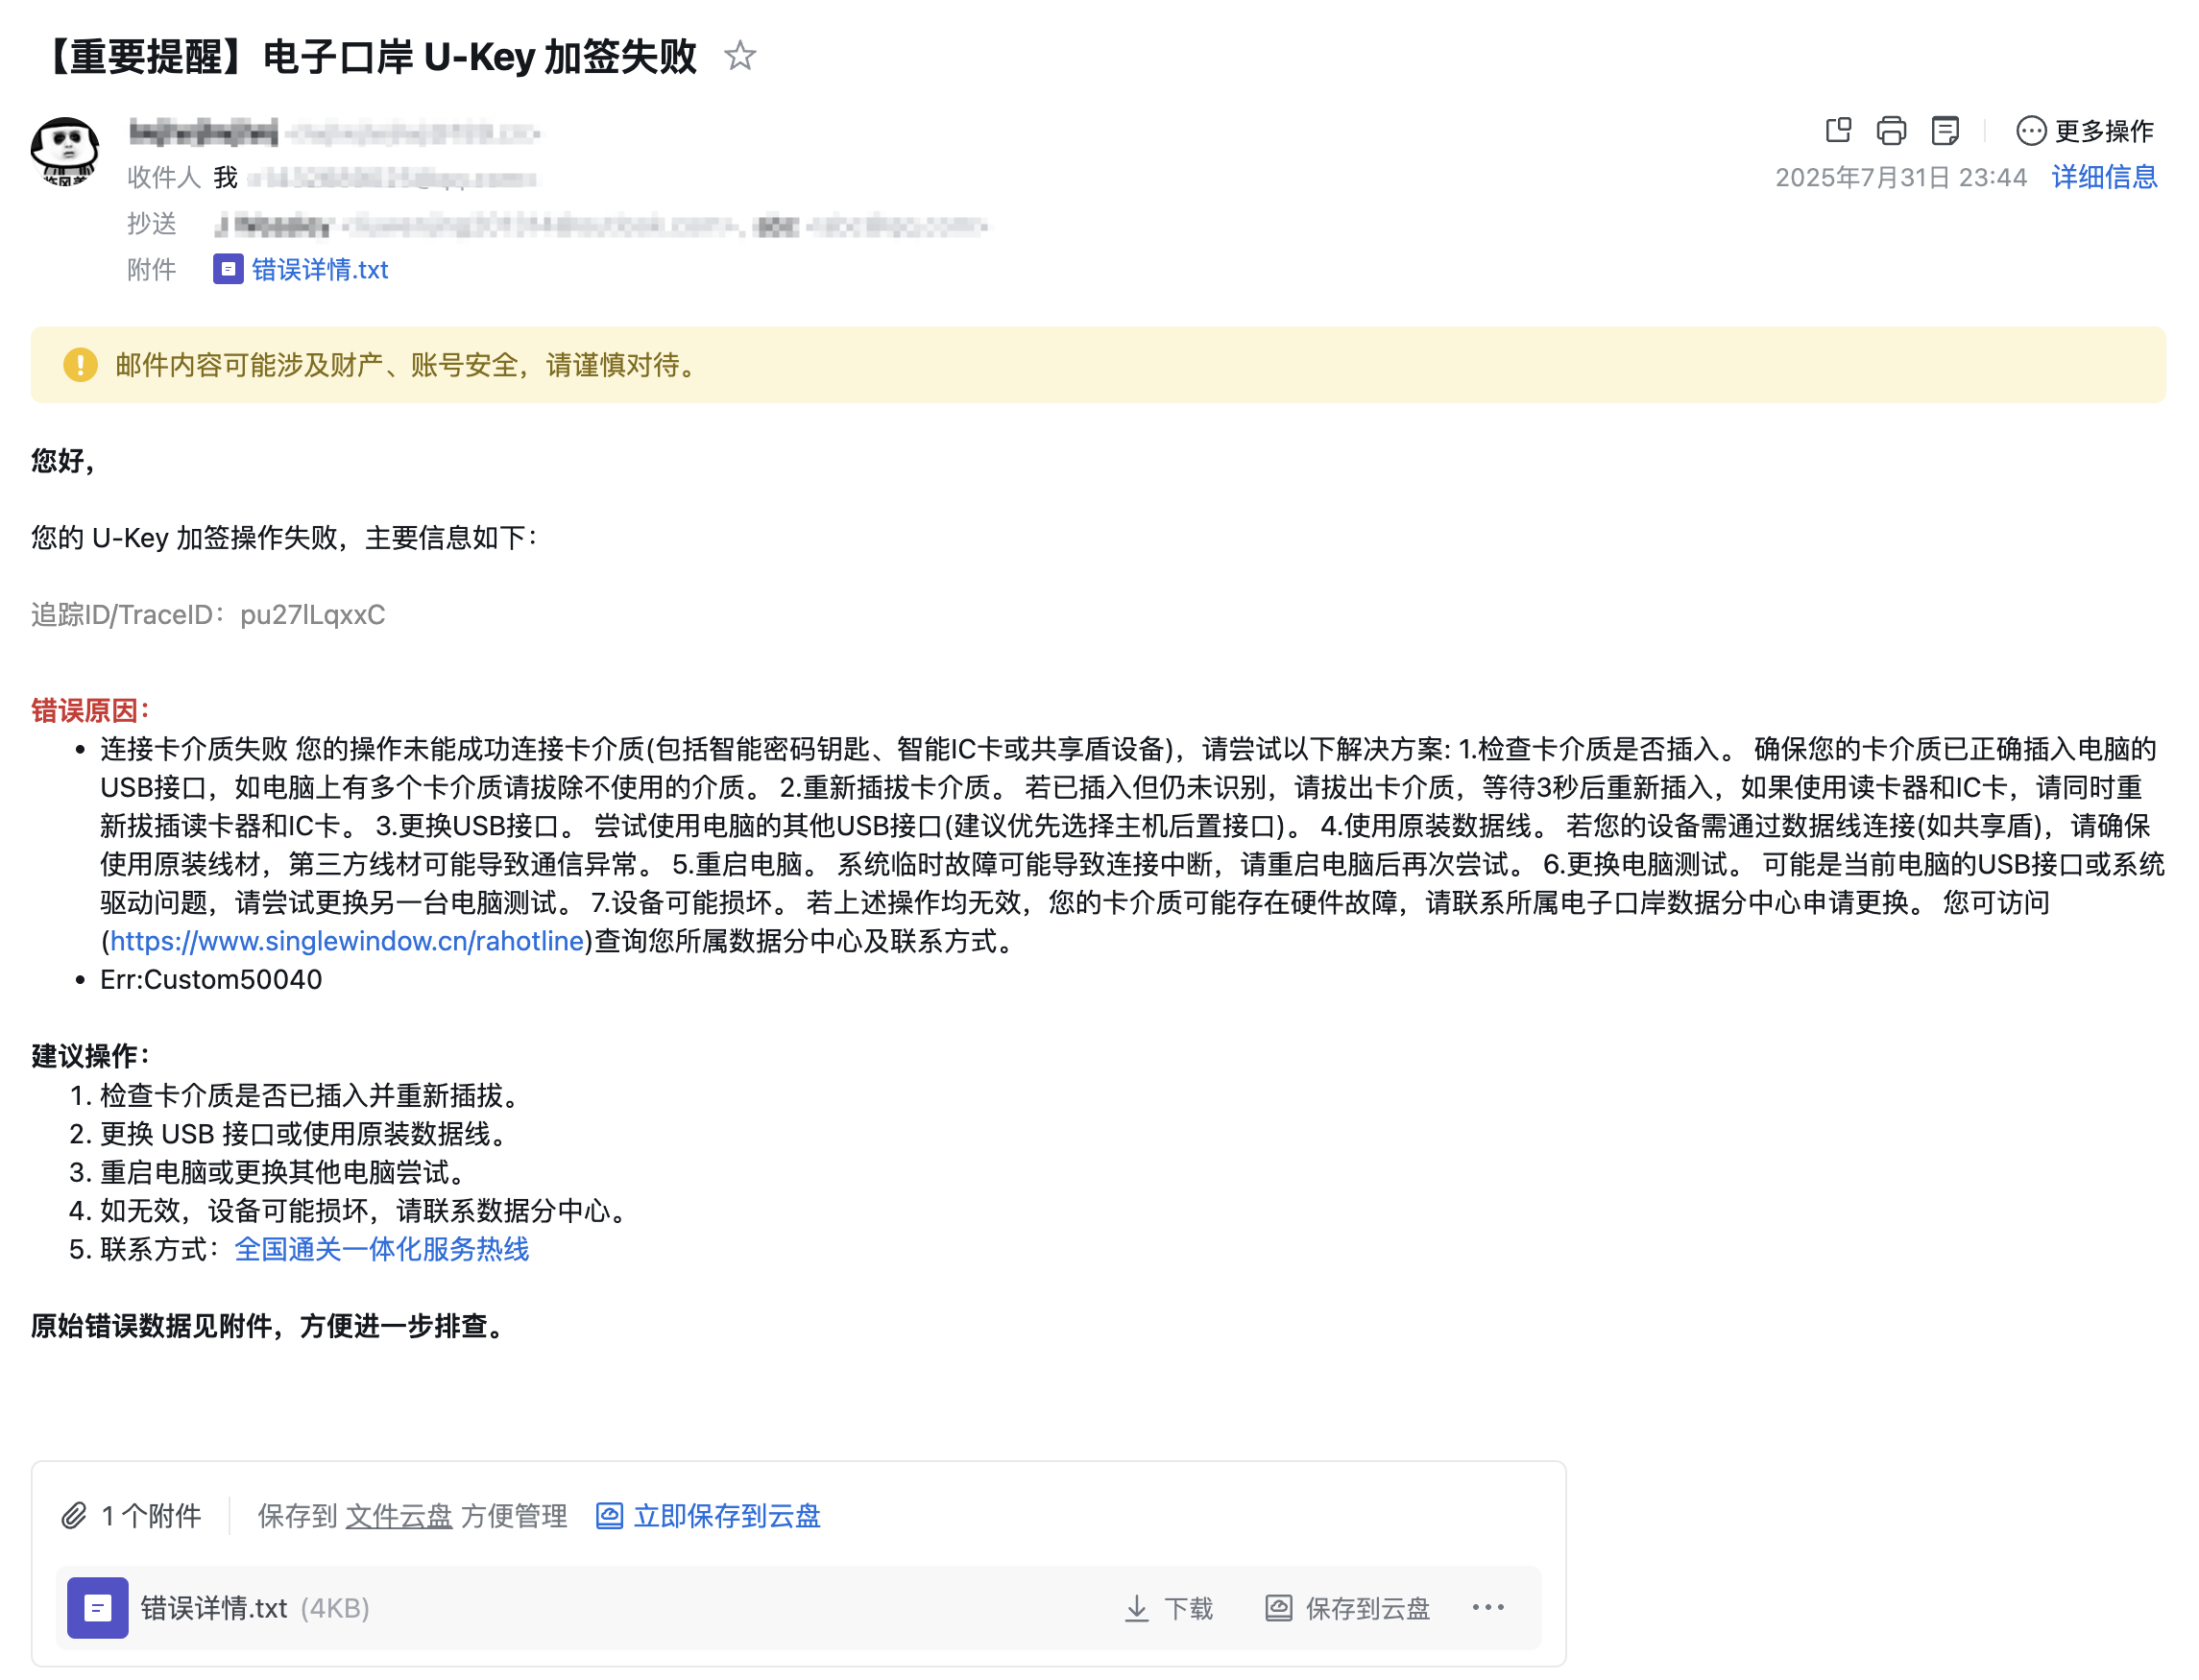 【重要提醒】电子口岸 U-Key 加签失败
更多操作
收件人 我
2025年7月31日 23:44 详细信息
抄送
附件 错误详情.txt
邮件内容可能涉及财产、账号安全，请谨慎对待。
您好，
您的 U-Key 加签操作失败，主要信息如下：
追踪ID/TraceID：pu27lLqxxC
错误原因：
• 连接卡介质失败 您的操作未能成功连接卡介质(包括智能密码钥匙、智能IC卡或共享盾设备)，请尝试以下解决方案: 1.检查卡介质是否插入。 确保您的卡介质已正确插入电脑的
USB接口，如电脑上有多个卡介质请拔除不使用的介质。 2.重新插拔卡介质。 若已插入但仍未识别，请拔出卡介质，等待3秒后重新插入，如果使用读卡器和IC卡，请同时重
新拔插读卡器和IC卡。 3.更换USB接口。 尝试使用电脑的其他USB接口(建议优先选择主机后置接口)。 4.使用原装数据线。 若您的设备需通过数据线连接(如共享盾)，请确保
使用原装线材，第三方线材可能导致通信异常。 5.重启电脑。 系统临时故障可能导致连接中断，请重启电脑后再次尝试。 6.更换电脑测试。 可能是当前电脑的USB接口或系统
驱动问题，请尝试更换另一台电脑测试。 7.设备可能损坏。 若上述操作均无效，您的卡介质可能存在硬件故障，请联系所属电子口岸数据分中心申请更换。 您可访问
(https://www.singlewindow.cn/rahotline)查询您所属数据分中心及联系方式。
• Err:Custom50040
建议操作：
1. 检查卡介质是否已插入并重新插拔。
2. 更换 USB 接口或使用原装数据线。
3. 重启电脑或更换其他电脑尝试。
4. 如无效，设备可能损坏，请联系数据分中心。
5. 联系方式：全国通关一体化服务热线
原始错误数据见附件，方便进一步排查。
1 个附件 保存到 文件云盘 方便管理 立即保存到云盘
错误详情.txt (4KB) 下载 保存到云盘